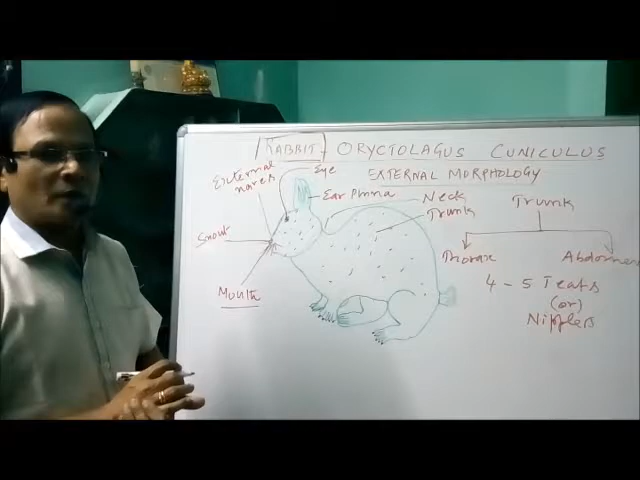 RABBIT- ORYCTOLAGUS CUNICULUS
EXTERNAL MORPHOLOGY
External
nares
Eye
Ear Pinna
Neck
Trunk
Snout
Mouth
Trunk
Thorax
Abdomen
4 - 5 Teats
(or)
Nipples